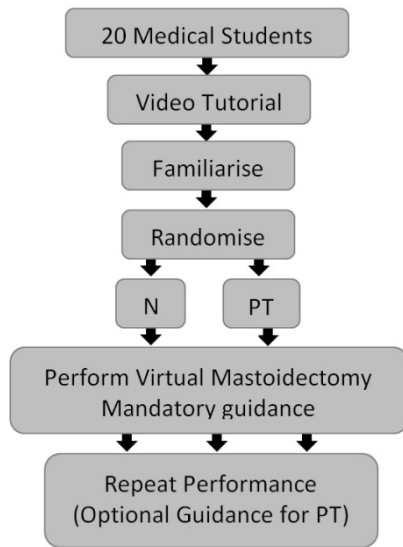 20 Medical Students
Video Tutorial
Familiarise
Randomise
N
PT
Perform Virtual Mastoidectomy
Mandatory guidance
Repeat Performance
(Optional Guidance for PT)